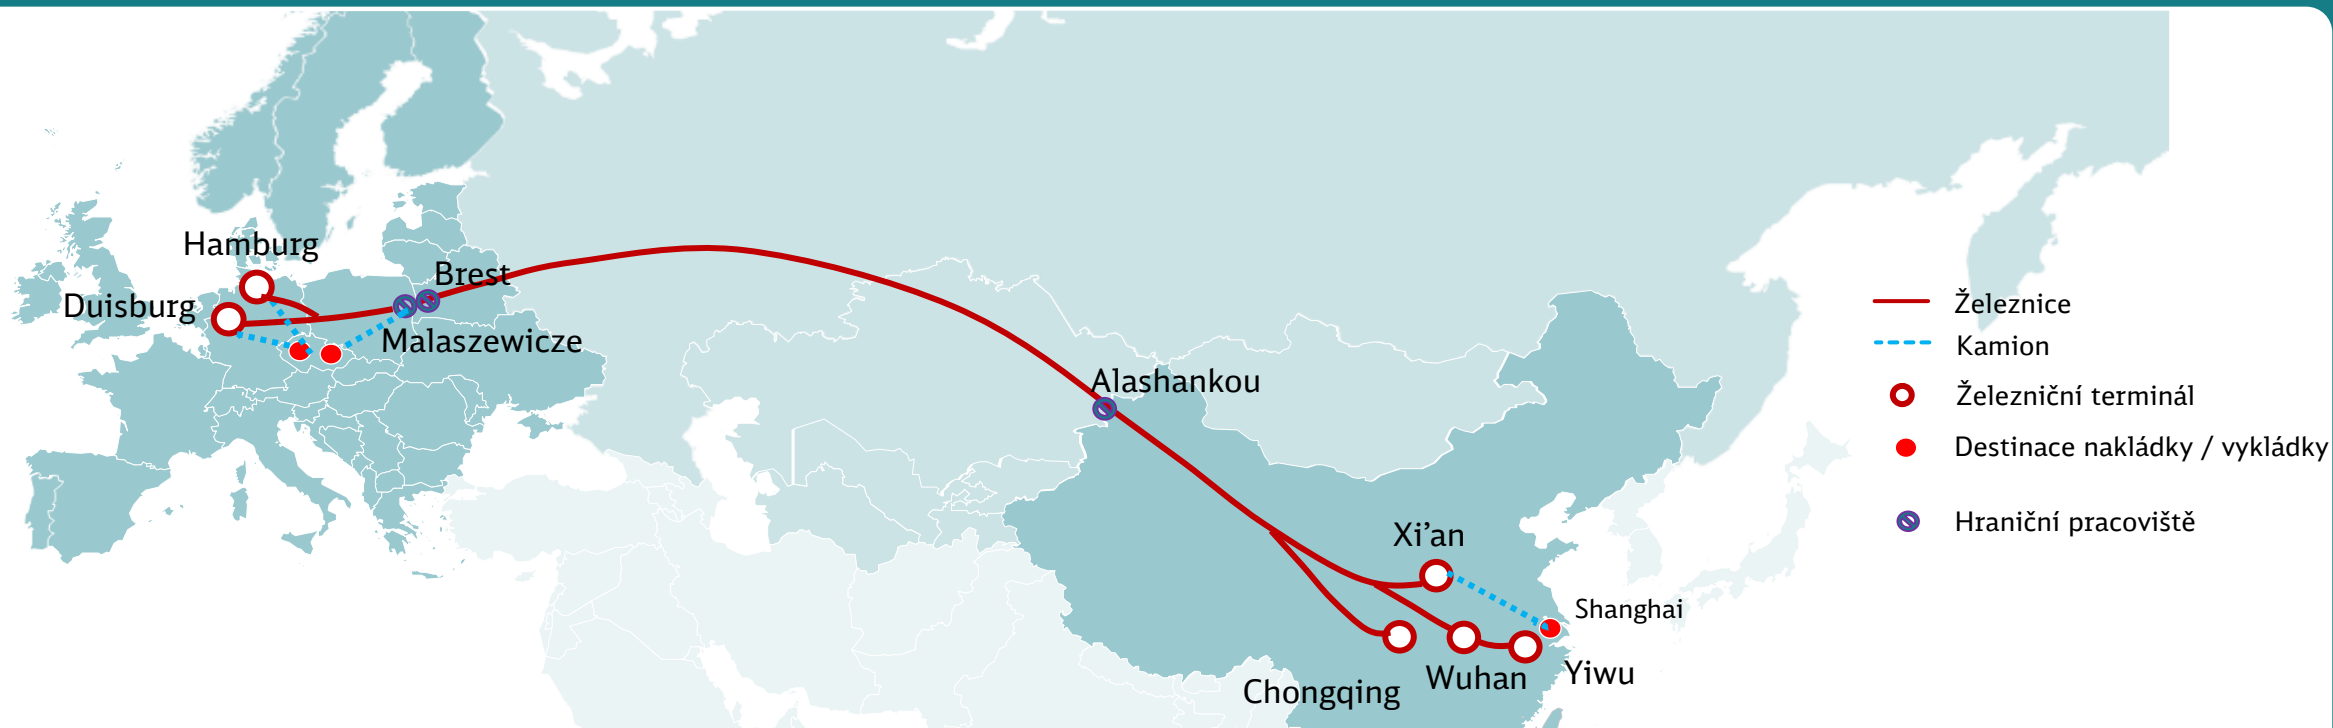 Hamburg
Brest
Duisburg
Malaszewicze
Alashankou
Xi’an
Shanghai
Wuhan
Yiwu
Chongqing
Železnice
Kamion
Železniční terminál
Destinace nakládky / vykládky
Hraniční pracoviště